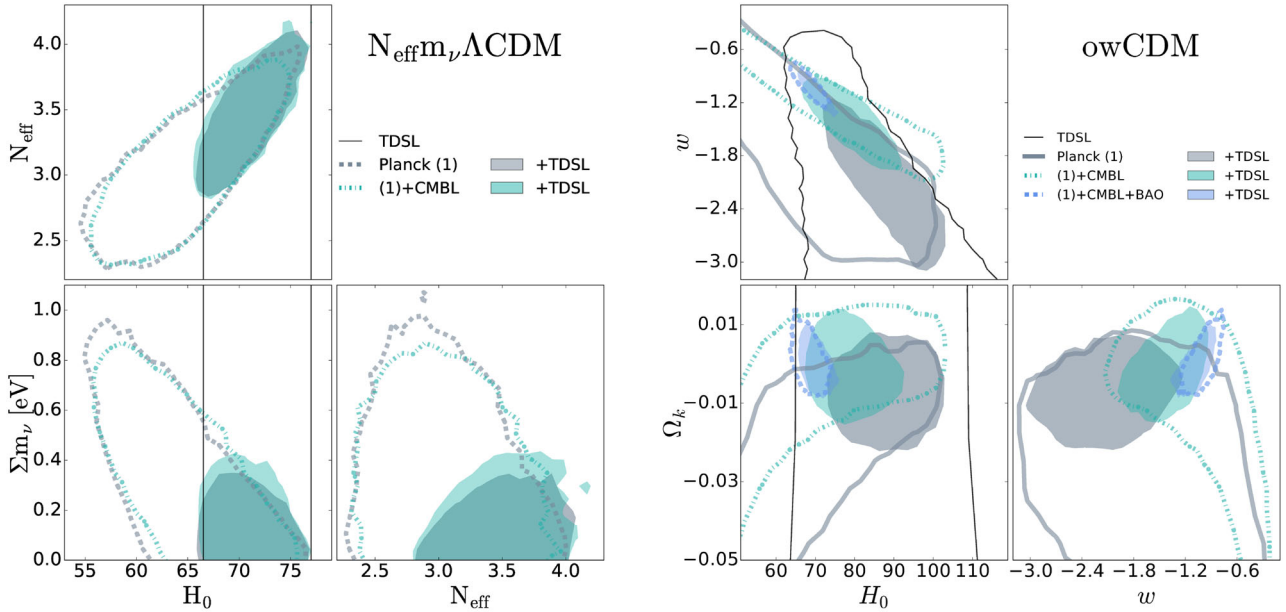 N_eff m_ν ΛCDM
4.0
3.5
3.0
2.5
N_eff
TDSL
Planck (1)
+TDSL
(1)+CMBL
+TDSL
1.0
0.8
0.6
0.4
0.2
0.0
Σm_ν [eV]
55 60 65 70 75
H_0
2.5 3.0 3.5 4.0
N_eff
owCDM
−0.6
−1.2
−1.8
−2.4
−3.0
w
TDSL
Planck (1)
+TDSL
(1)+CMBL
+TDSL
(1)+CMBL+BAO
+TDSL
0.01
−0.01
−0.03
−0.05
Ω_k
60 70 80 90 100 110
H_0
−3.0 −2.4 −1.8 −1.2 −0.6
w